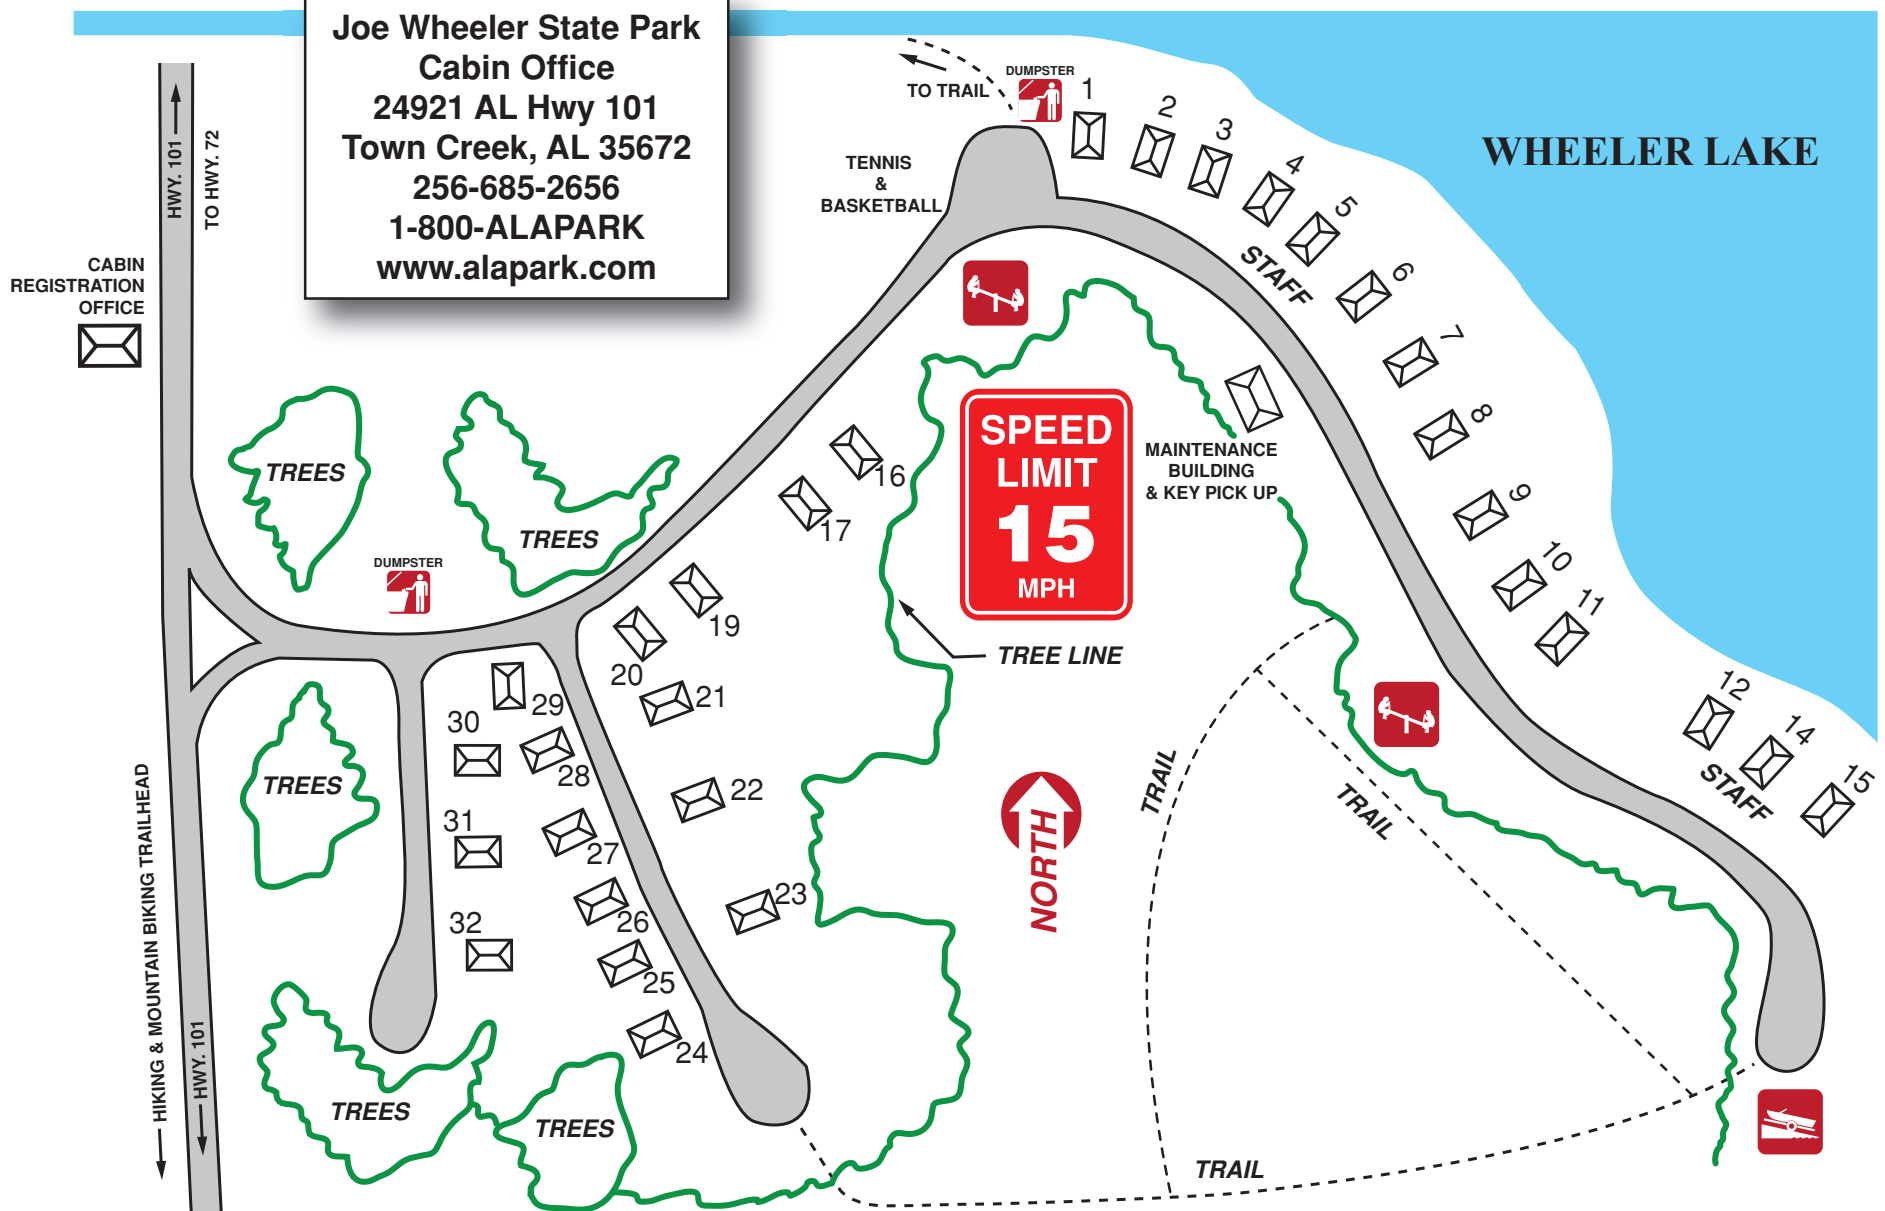 Joe Wheeler State Park
Cabin Office
24921 AL Hwy 101
Town Creek, AL 35672
256-685-2656
1-800-ALAPARK
www.alapark.com
HWY. 101
TO HWY. 72
CABIN
REGISTRATION
OFFICE
TO TRAIL
DUMPSTER
TENNIS
&
BASKETBALL
WHEELER LAKE
1
2
3
4
5
STAFF
6
7
8
9
10
11
12
14
STAFF
15
SPEED
LIMIT
15
MPH
MAINTENANCE
BUILDING
& KEY PICK UP
16
17
TREES
TREES
DUMPSTER
19
20
21
22
23
TREE LINE
29
30
28
31
27
32
26
25
24
TREES
NORTH
TRAIL
TRAIL
TRAIL
HIKING & MOUNTAIN BIKING TRAILHEAD
HWY. 101
TREES
TREES